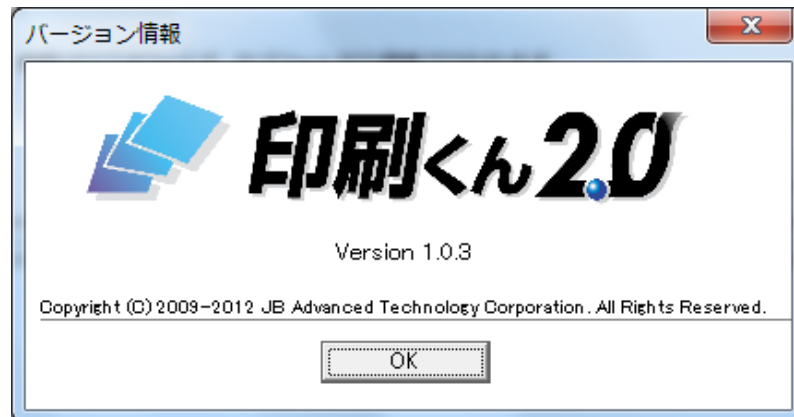 バージョン情報
印刷くん2.0
Version 1.0.3
Copyright (C) 2009-2012 JB Advanced Technology Corporation. All Rights Reserved.
OK